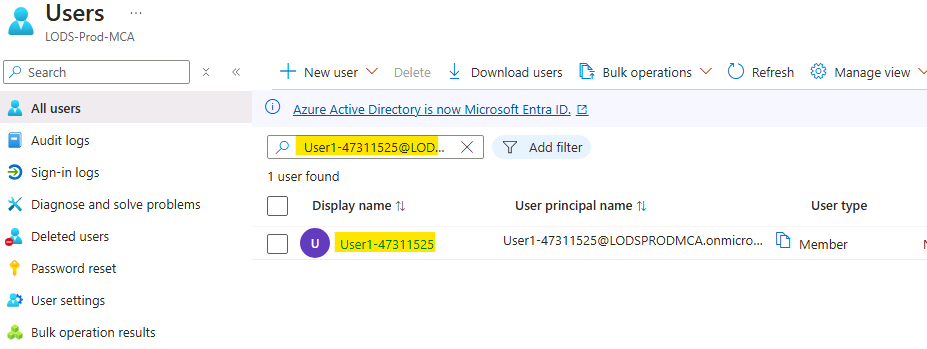 Users ...
LODS-Prod-MCA
Search
New user Delete Download users Bulk operations Refresh Manage view
All users
Azure Active Directory is now Microsoft Entra ID.
Audit logs
User1-47311525@LOD... Add filter
Sign-in logs
1 user found
Diagnose and solve problems
Display name User principal name User type
Deleted users
U User1-47311525 User1-47311525@LODSPRODMCA.onmicro... Member
Password reset
User settings
Bulk operation results